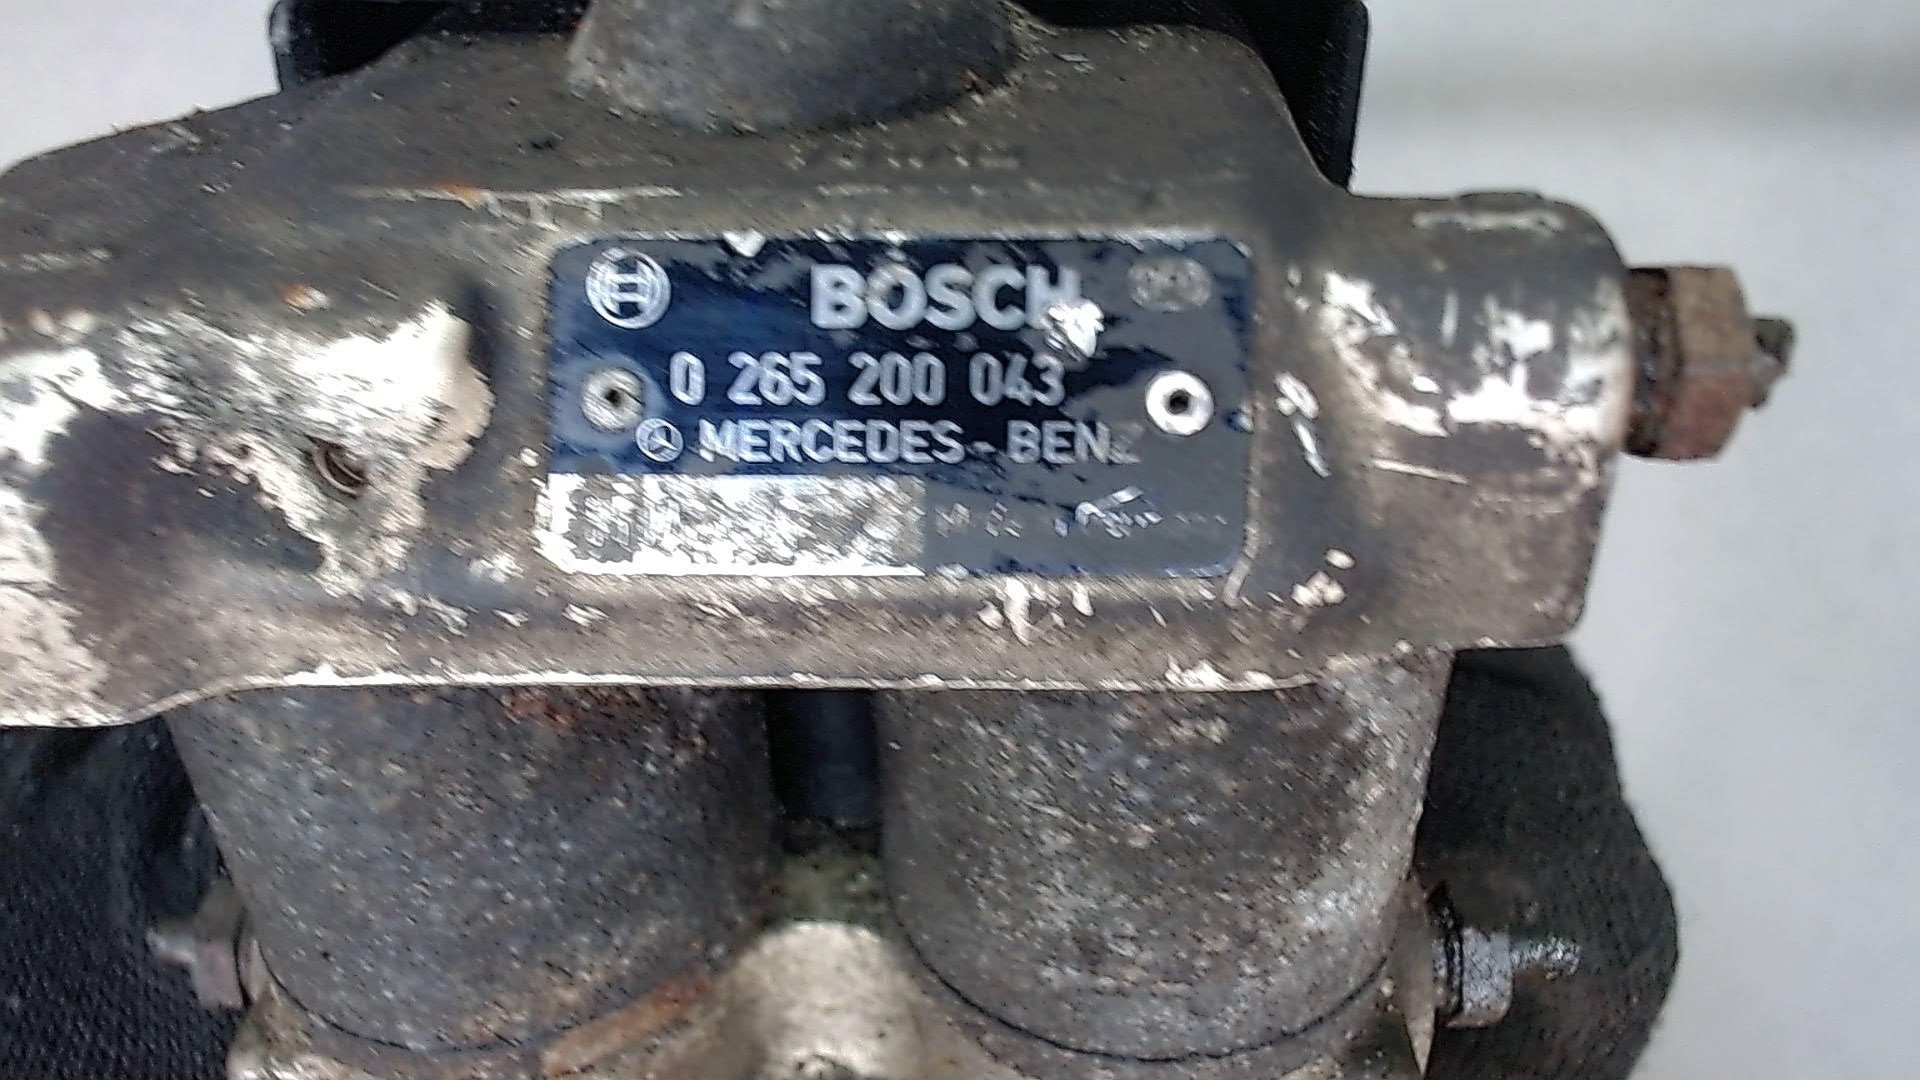 BOSCH
0 265 200 043
MERCEDES-BENZ